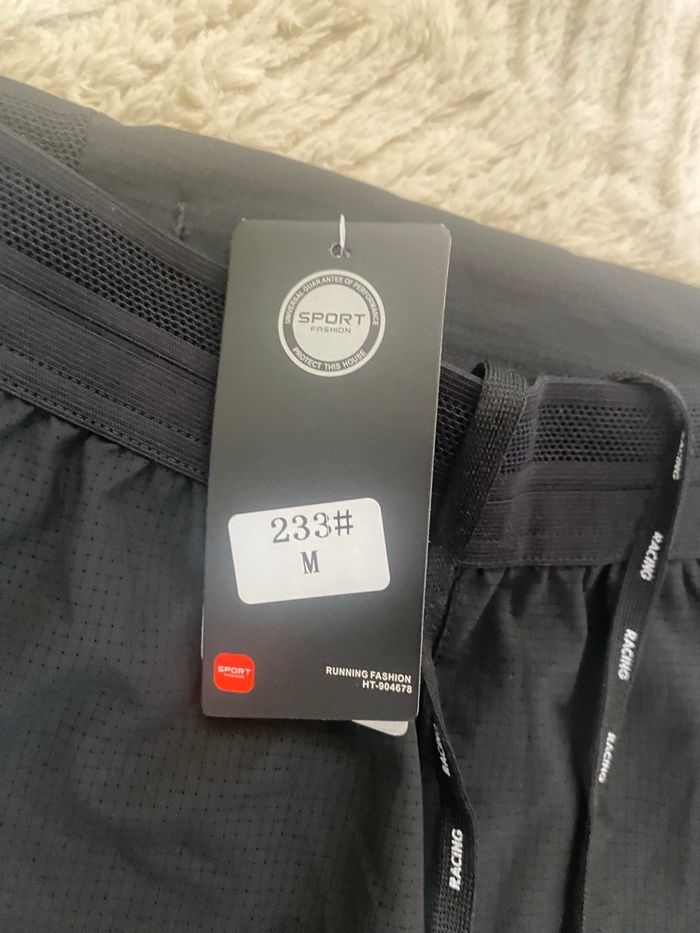 UNIVERSAL GUARANTEE OF PERFORMANCE
SPORT
FASHION
PROTECT THIS HOUSE
233#
M
SPORT
FASHION
RUNNING FASHION
HT-904678
RACING
RACING
RACING
RACING
RACING